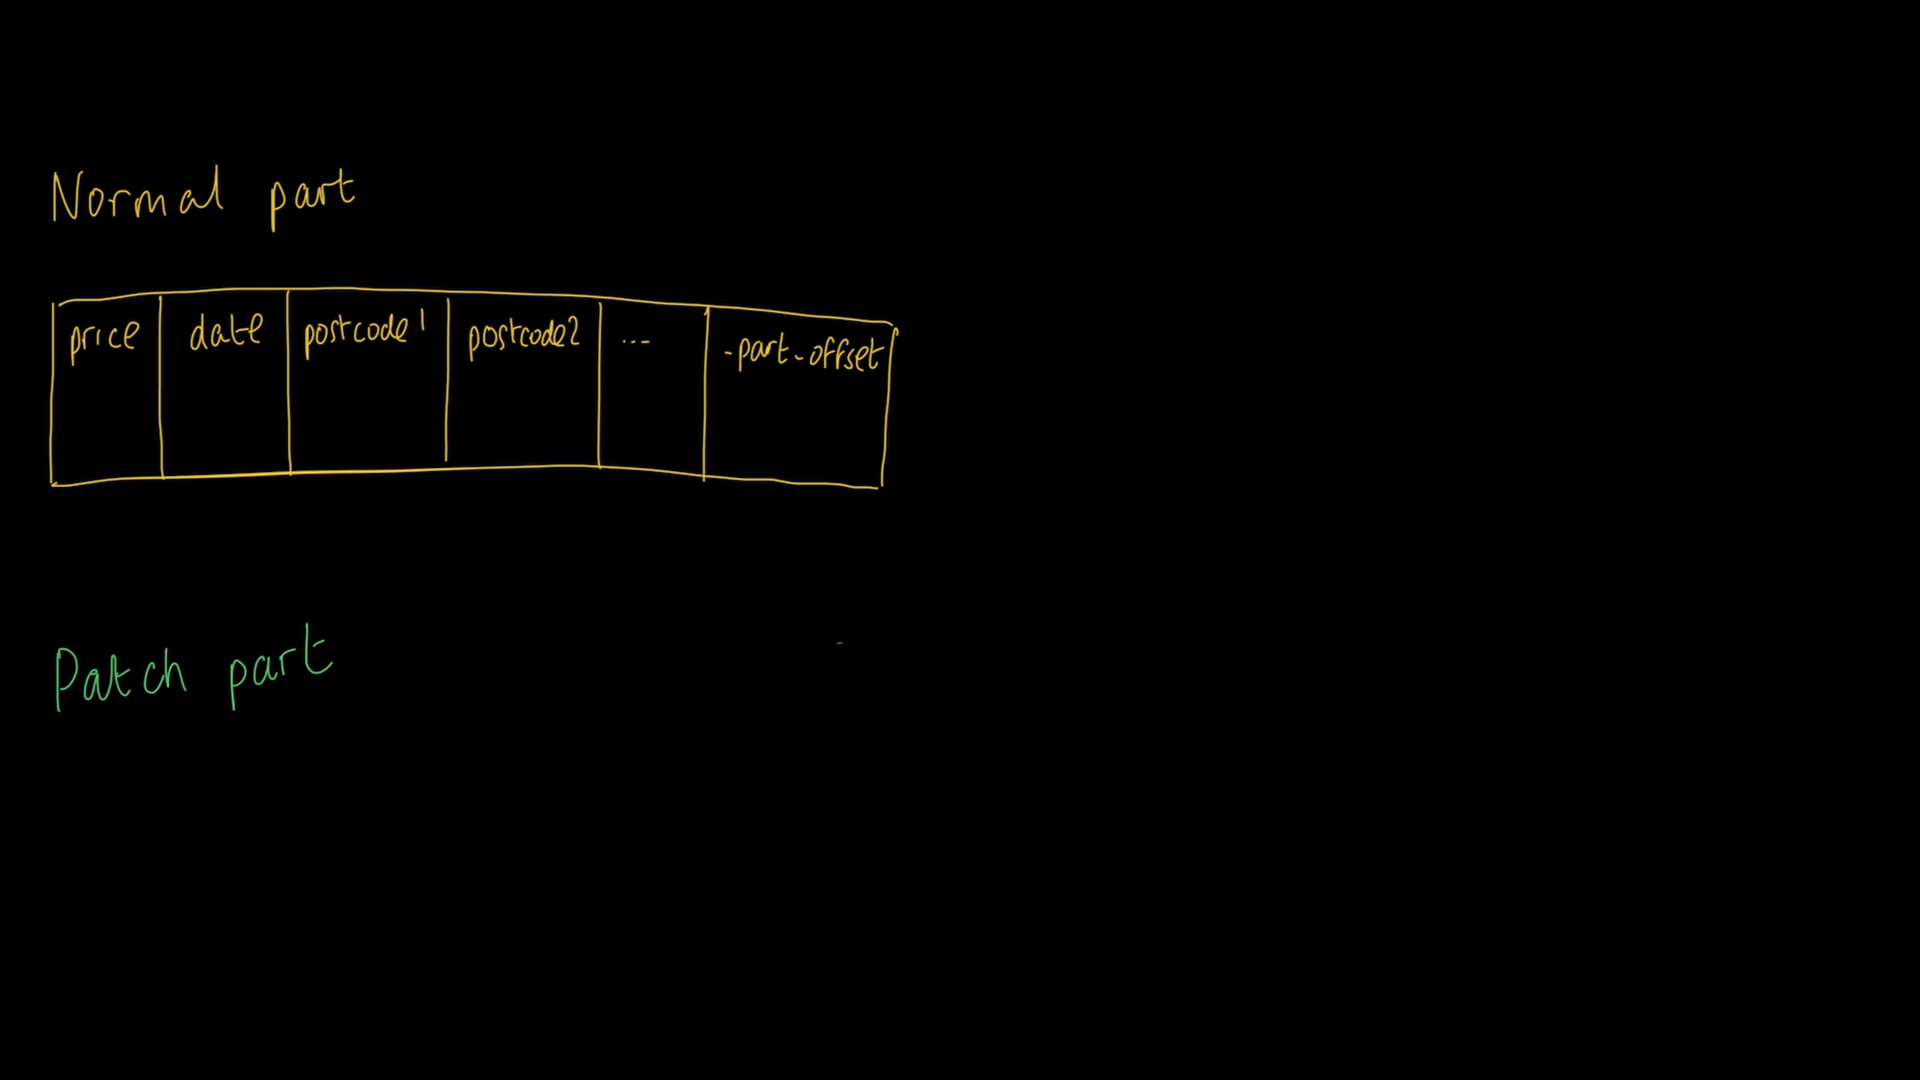 Normal part
price date postcode1 postcode2 ... _part_offset
Patch part